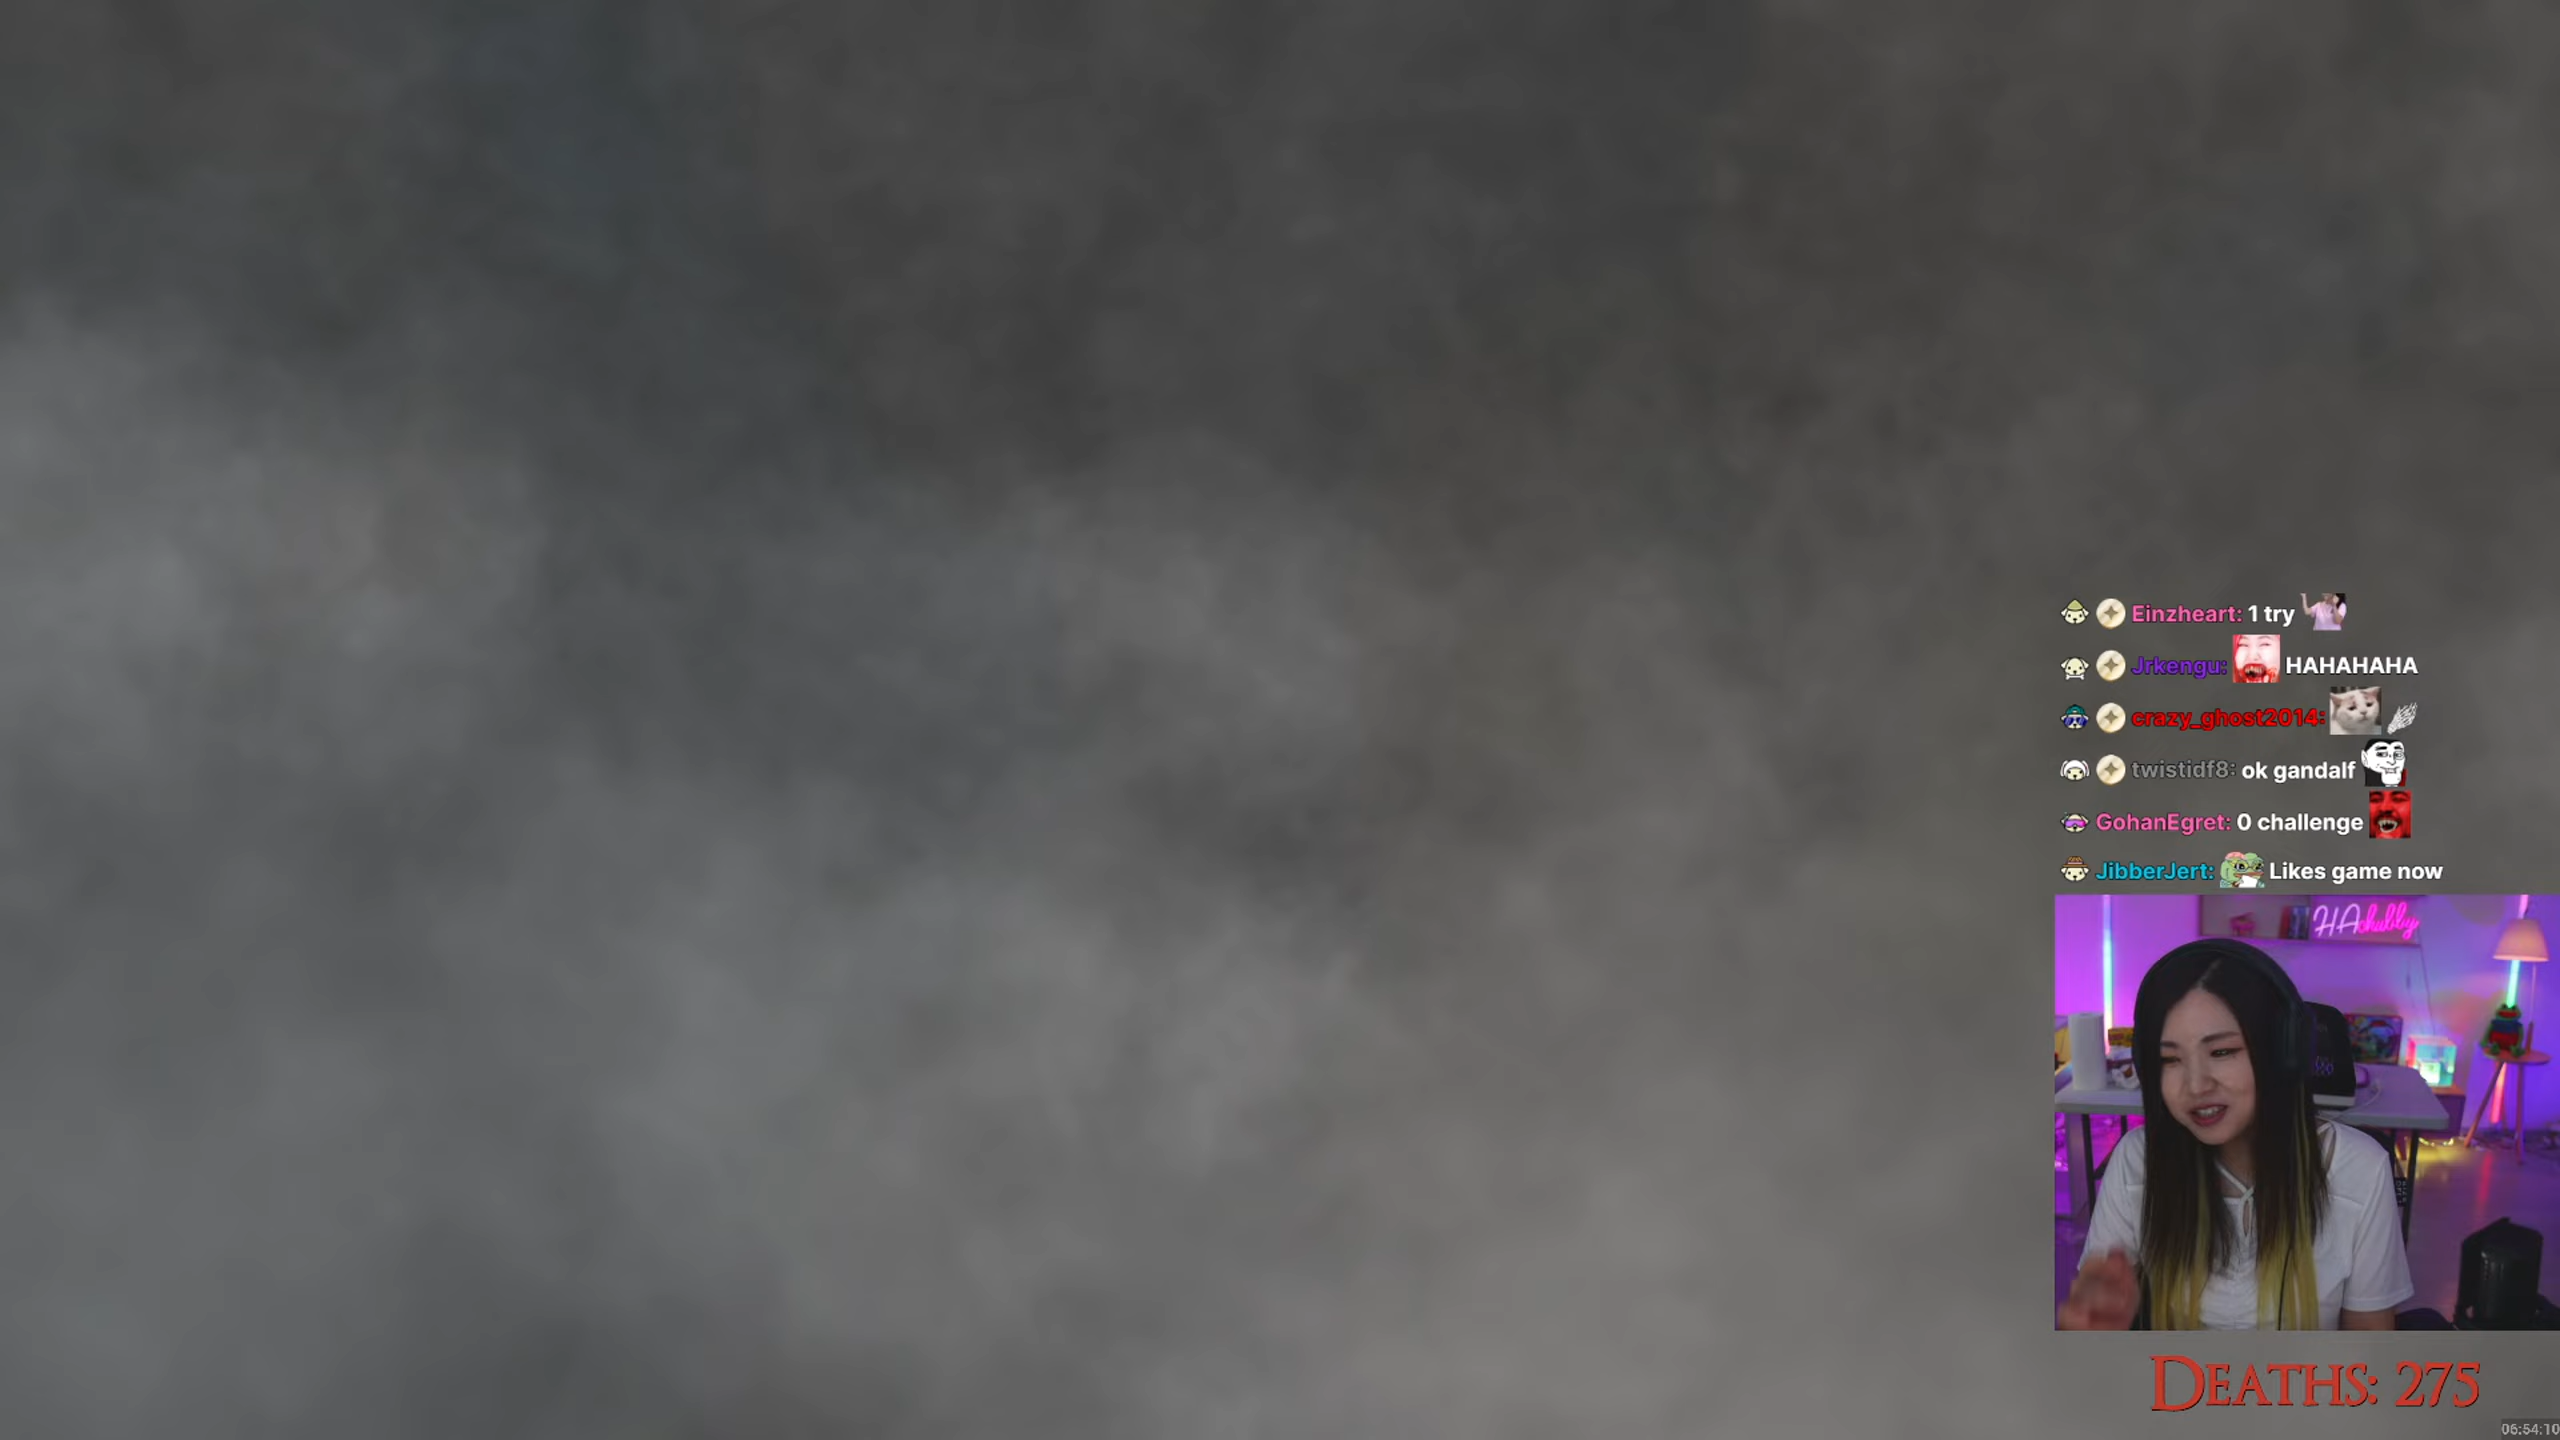 Einzheart: 1 try
Jrkengu: HAHAHAHA
crazy_ghost2014:
twistidf8: ok gandalf
GohanEgret: 0 challenge
JibberJert: Likes game now
HAchubby
DEATHS: 275
06:54:10